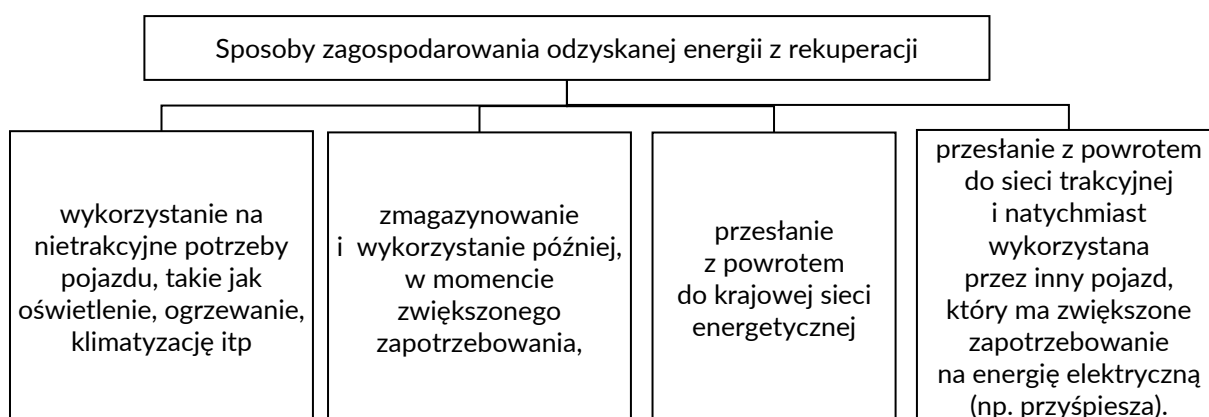 Sposoby zagospodarowania odzyskanej energii z rekuperacji
wykorzystanie na
nietrakcyjne potrzeby
pojazdu, takie jak
oświetlenie, ogrzewanie,
klimatyzację itp
zmagazynowanie
i wykorzystanie później,
w momencie
zwiększonego
zapotrzebowania,
przesłanie
z powrotem
do krajowej sieci
energetycznej
przesłanie z powrotem
do sieci trakcyjnej
i natychmiast
wykorzystana
przez inny pojazd,
który ma zwiększone
zapotrzebowanie
na energię elektryczną
(np. przyśpiesza).